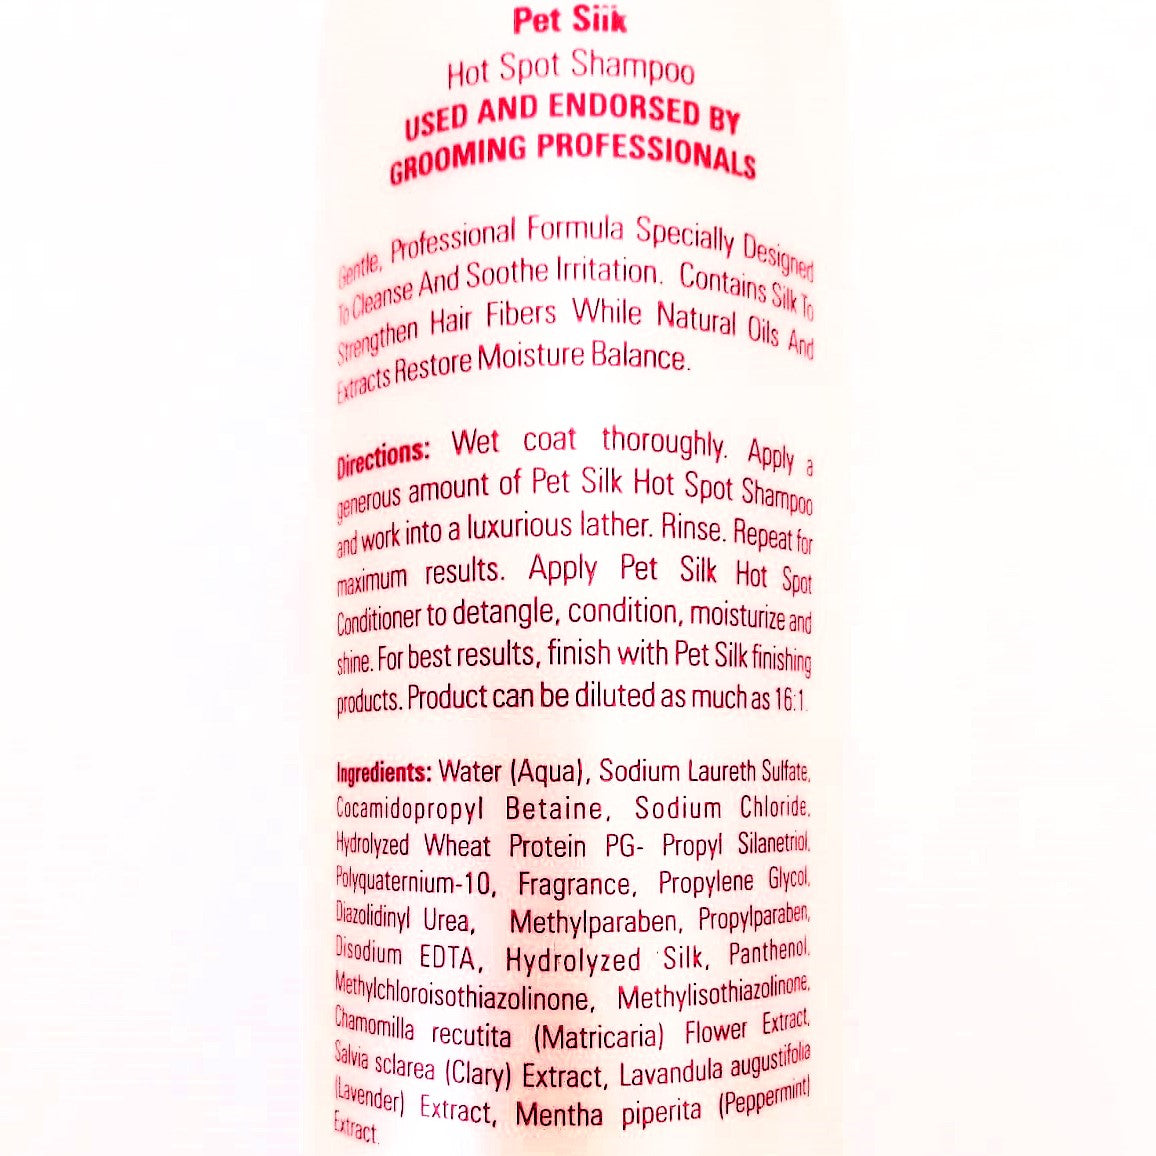 Pet Silk
Hot Spot Shampoo
USED AND ENDORSED BY
GROOMING PROFESSIONALS
Gentle, Professional Formula Specially Designed
To Cleanse And Soothe Irritation. Contains Silk To
Strengthen Hair Fibers While Natural Oils And
Extracts Restore Moisture Balance.
Directions: Wet coat thoroughly. Apply a
generous amount of Pet Silk Hot Spot Shampoo
and work into a luxurious lather. Rinse. Repeat for
maximum results. Apply Pet Silk Hot Spot
Conditioner to detangle, condition, moisturize and
shine. For best results, finish with Pet Silk finishing
products. Product can be diluted as much as 16:1.
Ingredients: Water (Aqua), Sodium Laureth Sulfate,
Cocamidopropyl Betaine, Sodium Chloride,
Hydrolyzed Wheat Protein PG- Propyl Silanetriol,
Polyquaternium-10, Fragrance, Propylene Glycol,
Diazolidinyl Urea, Methylparaben, Propylparaben,
Disodium EDTA, Hydrolyzed Silk, Panthenol,
Methylchloroisothiazolinone, Methylisothiazolinone,
Chamomilla recutita (Matricaria) Flower Extract,
Salvia sclarea (Clary) Extract, Lavandula augustifolia
(Lavender) Extract, Mentha piperita (Peppermint)
Extract.